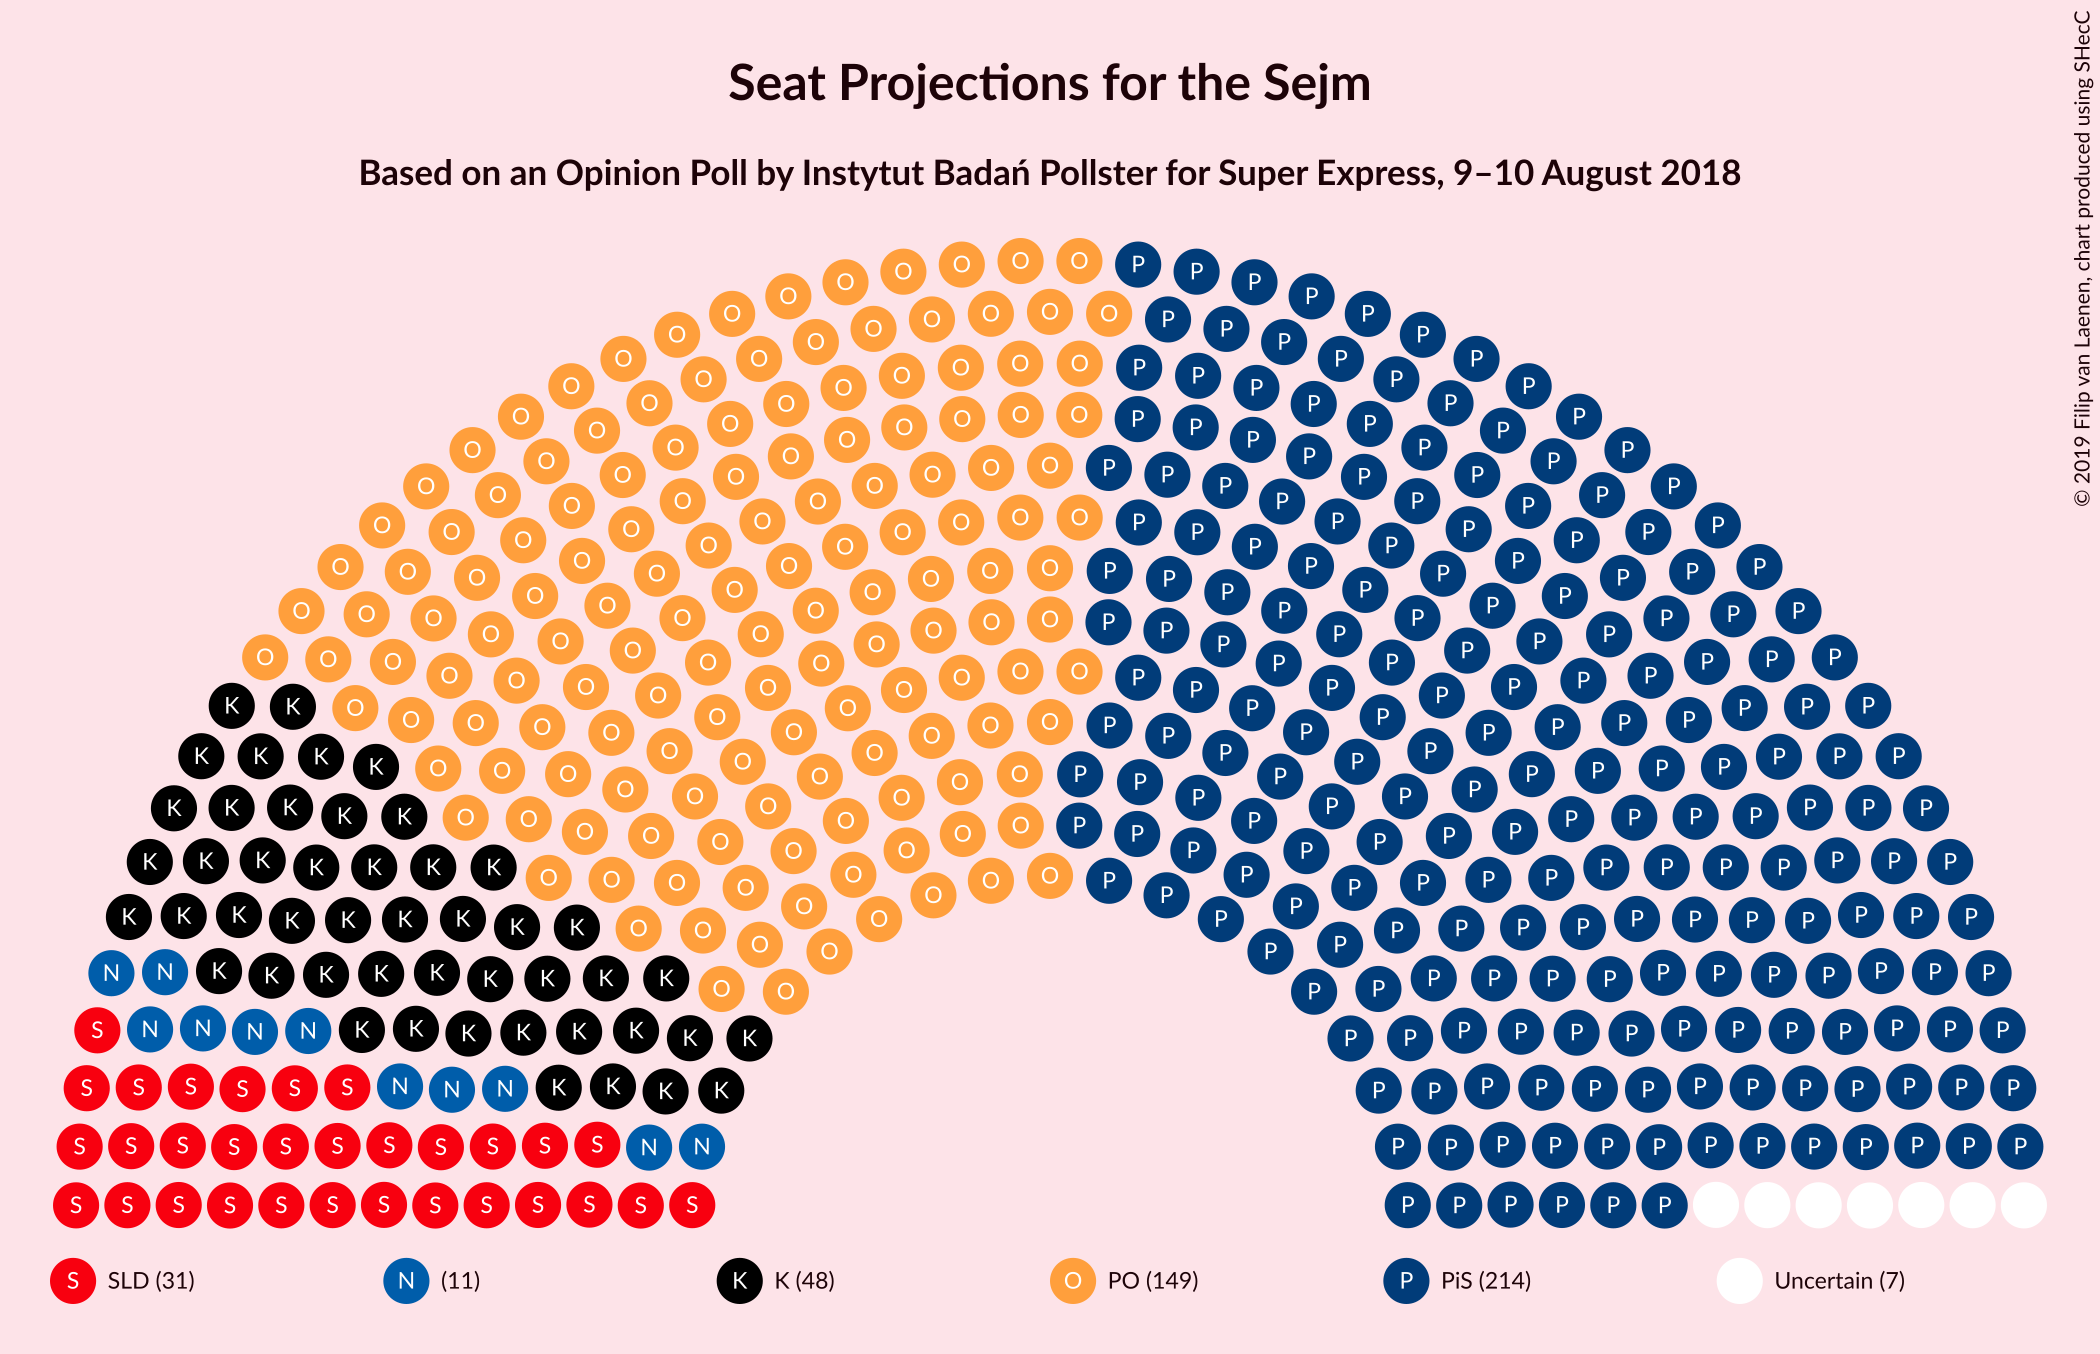 Seat Projections for the Sejm
Based on an Opinion Poll by Instytut Badań Pollster for Super Express, 9–10 August 2018
© 2019 Filip van Laenen, chart produced using SHecC
S SLD (31) N (11) K K (48) O PO (149) P PiS (214) Uncertain (7)